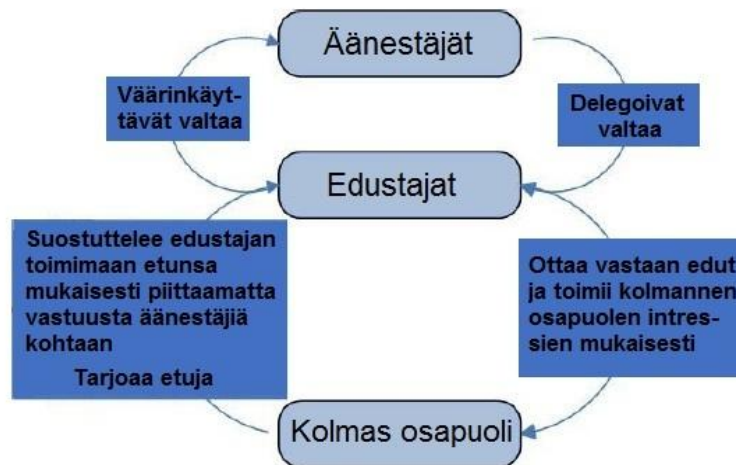 Äänestäjät
Väärinkäyt-
tävät valtaa
Delegoivat
valtaa
Edustajat
Suostuttelee edustajan
toimimaan etunsa
mukaisesti piittaamatta
vastuusta äänestäjiä
kohtaan
Tarjoaa etuja
Ottaa vastaan edut
ja toimii kolmannen
osapuolen intres-
sien mukaisesti
Kolmas osapuoli